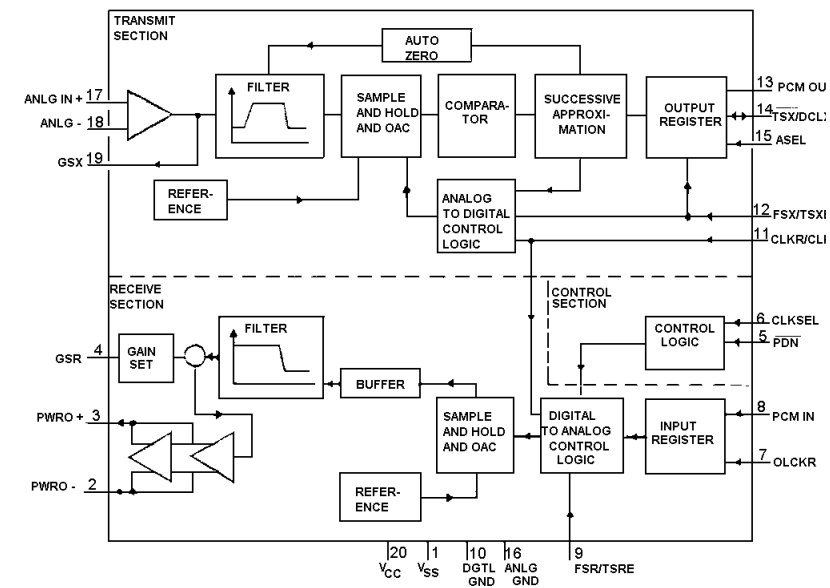 TRANSMIT
SECTION
AUTO
ZERO
FILTER
SAMPLE
AND HOLD
AND OAC
COMPARA-
TOR
SUCCESSIVE
APPROXI-
MATION
OUTPUT
REGISTER
ANLG IN + 17
ANLG - 18
GSX 19
13 PCM OU
14 TSX/DCLX
15 ASEL
REFER-
ENCE
ANALOG
TO DIGITAL
CONTROL
LOGIC
12 FSX/TSXE
11 CLKR/CLK
RECEIVE
SECTION
CONTROL
SECTION
FILTER
GAIN
SET
GSR 4
CONTROL
LOGIC
6 CLKSEL
5 PDN
BUFFER
PWRO + 3
PWRO - 2
SAMPLE
AND HOLD
AND OAC
DIGITAL
TO ANALOG
CONTROL
LOGIC
INPUT
REGISTER
8 PCM IN
7 OLCKR
REFER-
ENCE
20 VCC
1 VSS
10 DGTL
GND
16 ANLG
GND
9 FSR/TSRE